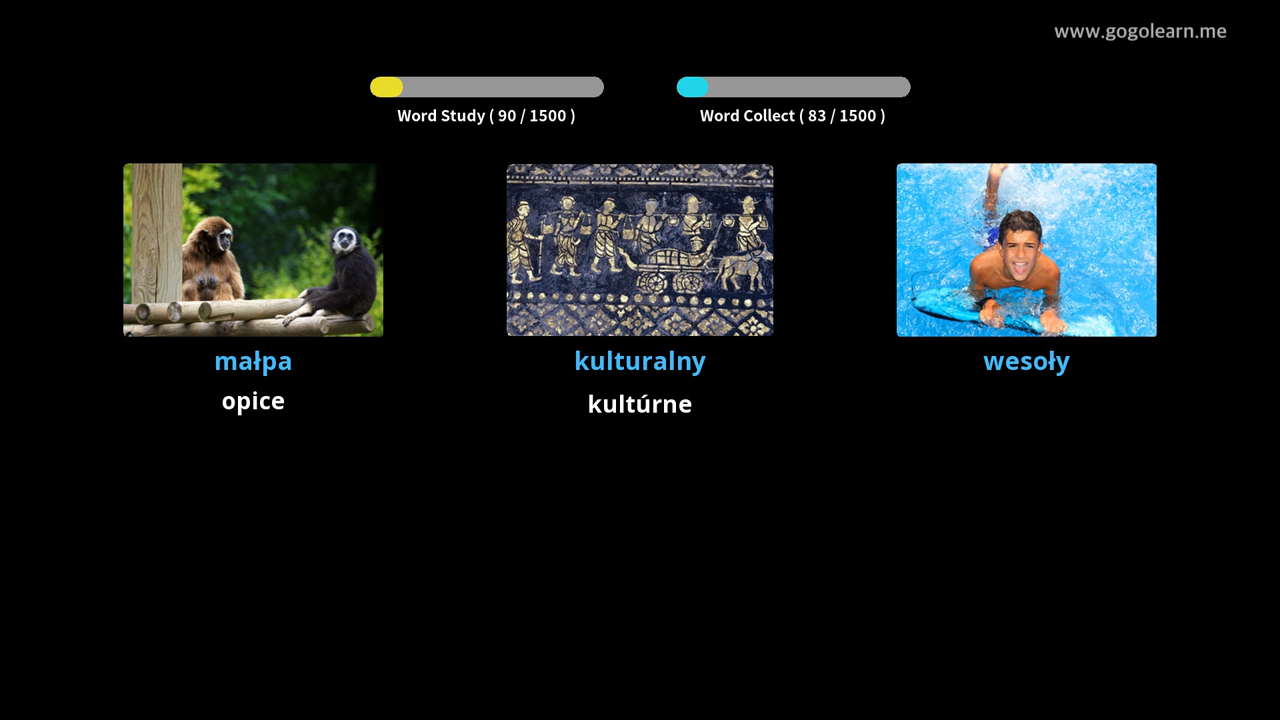 www.gogolearn.me
Word Study ( 90 / 1500 )
Word Collect ( 83 / 1500 )
małpa
kulturalny
wesoły
opice
kultúrne